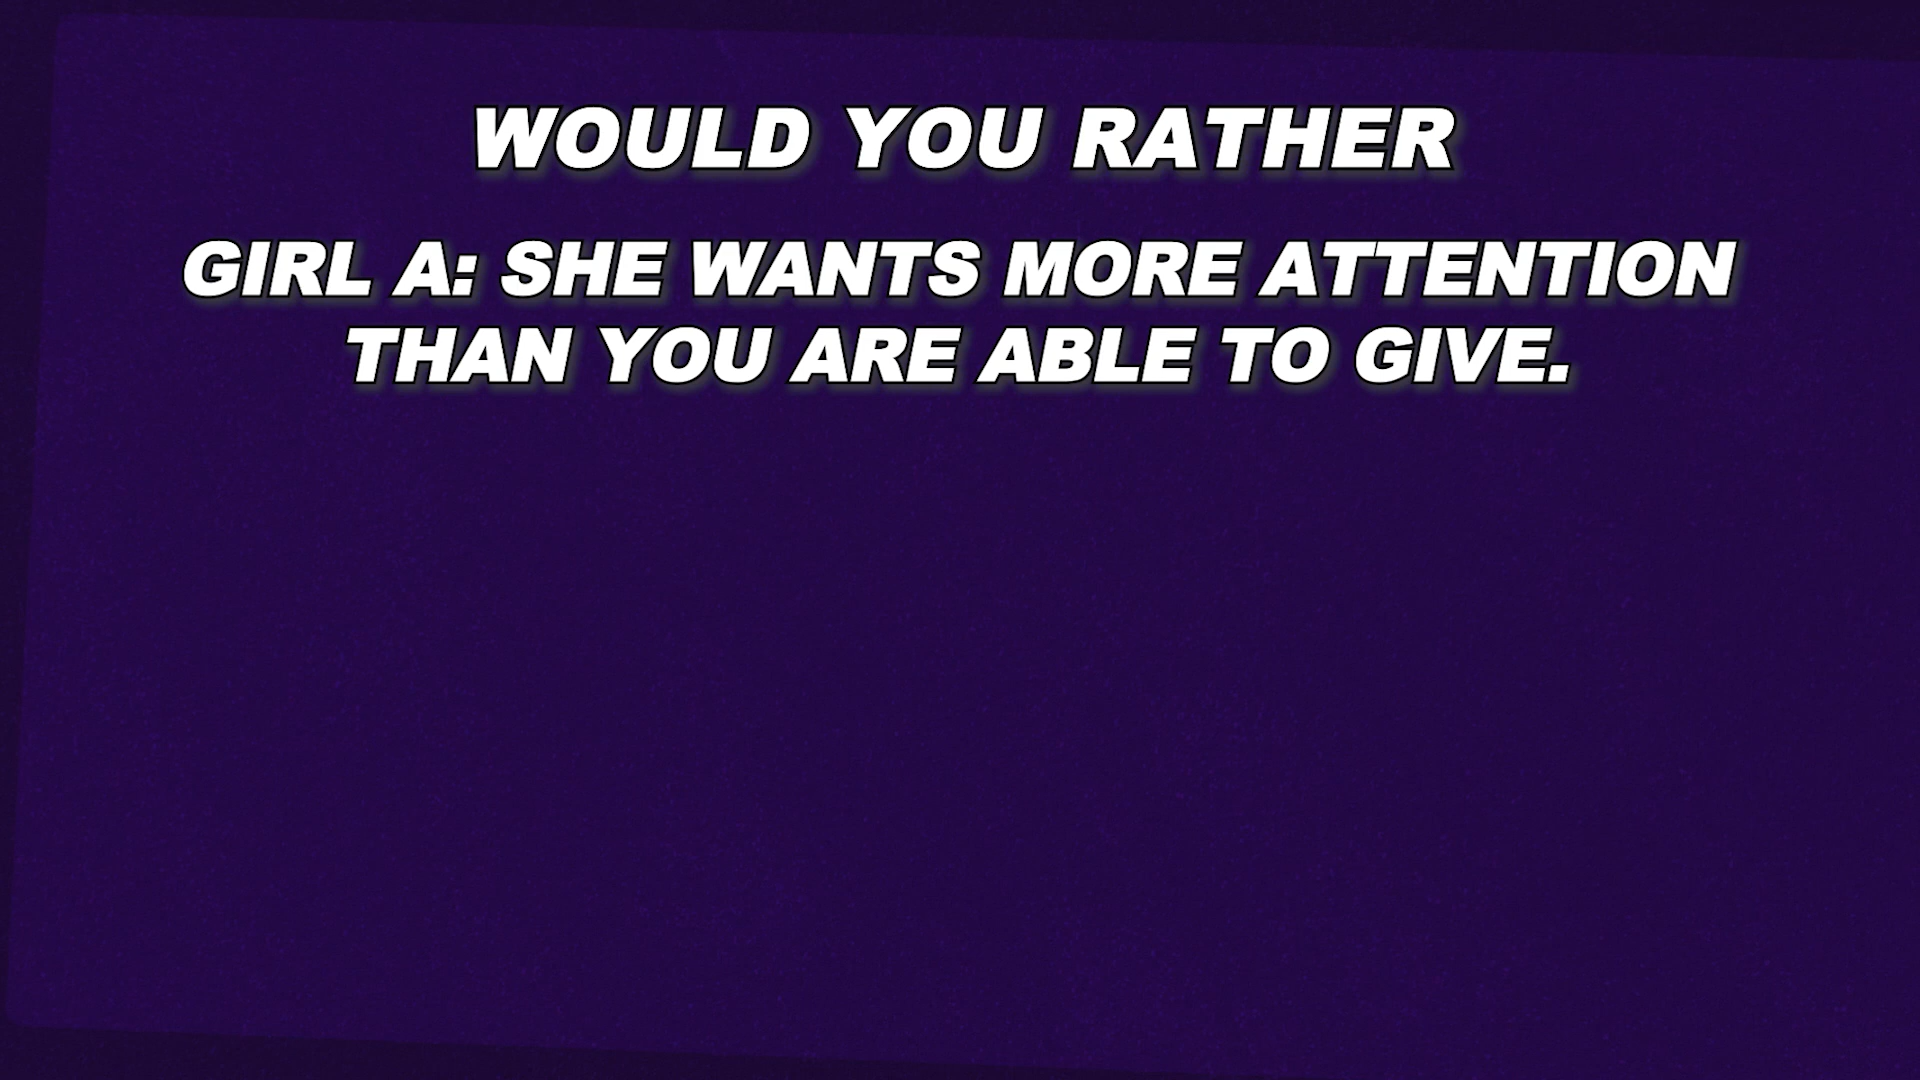 WOULD YOU RATHER
GIRL A: SHE WANTS MORE ATTENTION
THAN YOU ARE ABLE TO GIVE.